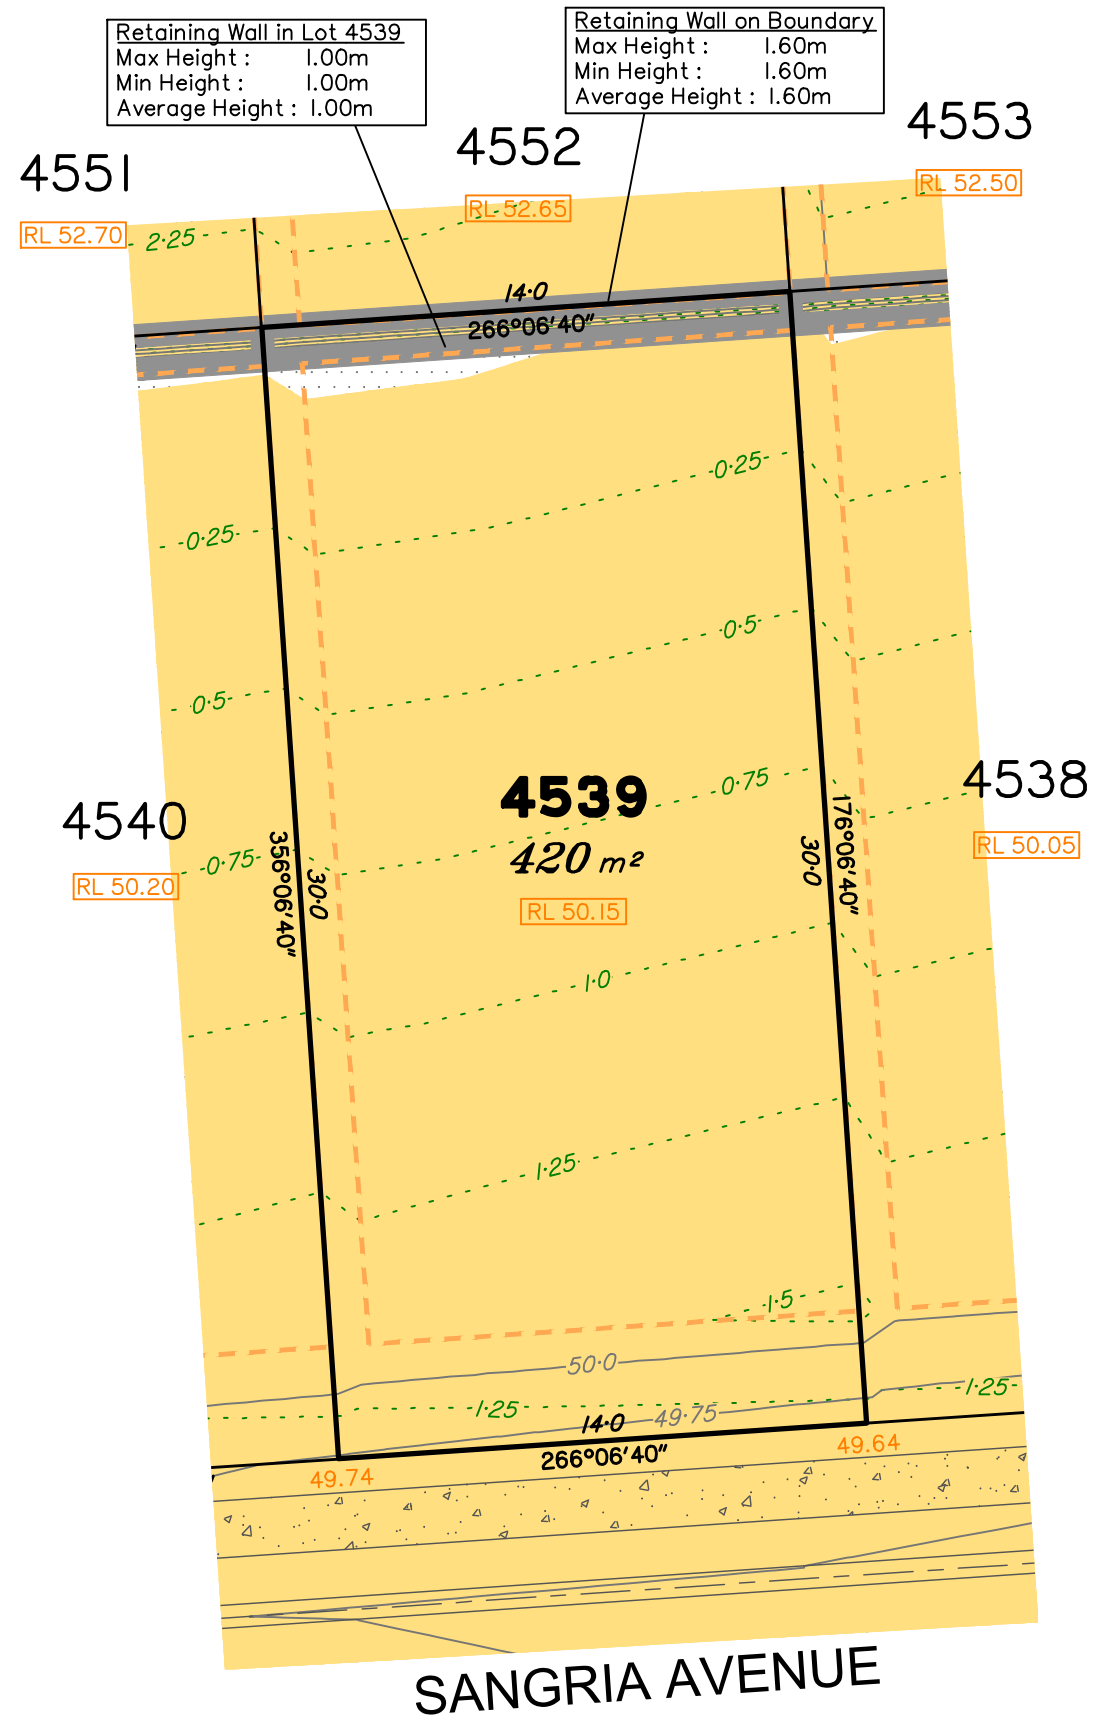 Retaining Wall in Lot 4539
Max Height : 1.00m
Min Height : 1.00m
Average Height : 1.00m
Retaining Wall on Boundary
Max Height : 1.60m
Min Height : 1.60m
Average Height : 1.60m
4551
RL 52.70
4552
RL 52.65
4553
RL 52.50
2·25
14·0
266°06'40"
0·25
0·25
0·5
0·5
4539
420 m²
RL 50.15
0·75
0·75
4540
RL 50.20
4538
RL 50.05
356°06'40"
30·0
30·0
176°06'40"
1·0
1·25
1·5
50·0
1·25
1·25
49·75
14·0
266°06'40"
49.74
49.64
SANGRIA AVENUE